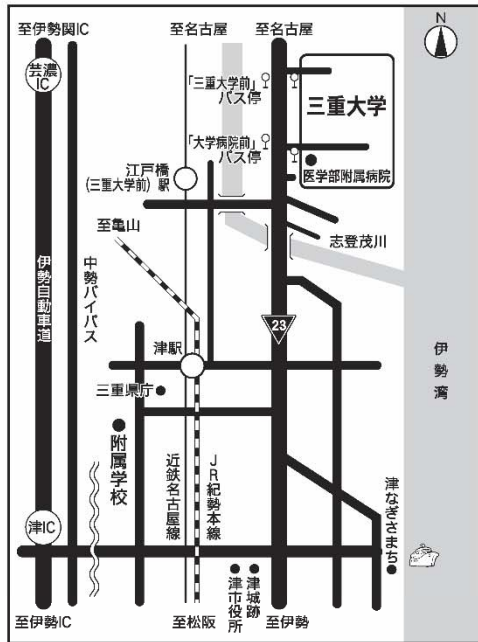 至伊勢関IC
至名古屋
至名古屋
N
芸濃
IC
「三重大学前」
バス停
三重大学
「大学病院前」
バス停
医学部附属病院
江戸橋
(三重大学前)駅
至亀山
志登茂川
伊勢自動車道
中勢バイパス
23
伊勢湾
津駅
三重県庁
附属学校
近鉄名古屋線
JR紀勢本線
津なぎさまち
津IC
至伊勢IC
至松阪
津市役所
津城跡
至伊勢